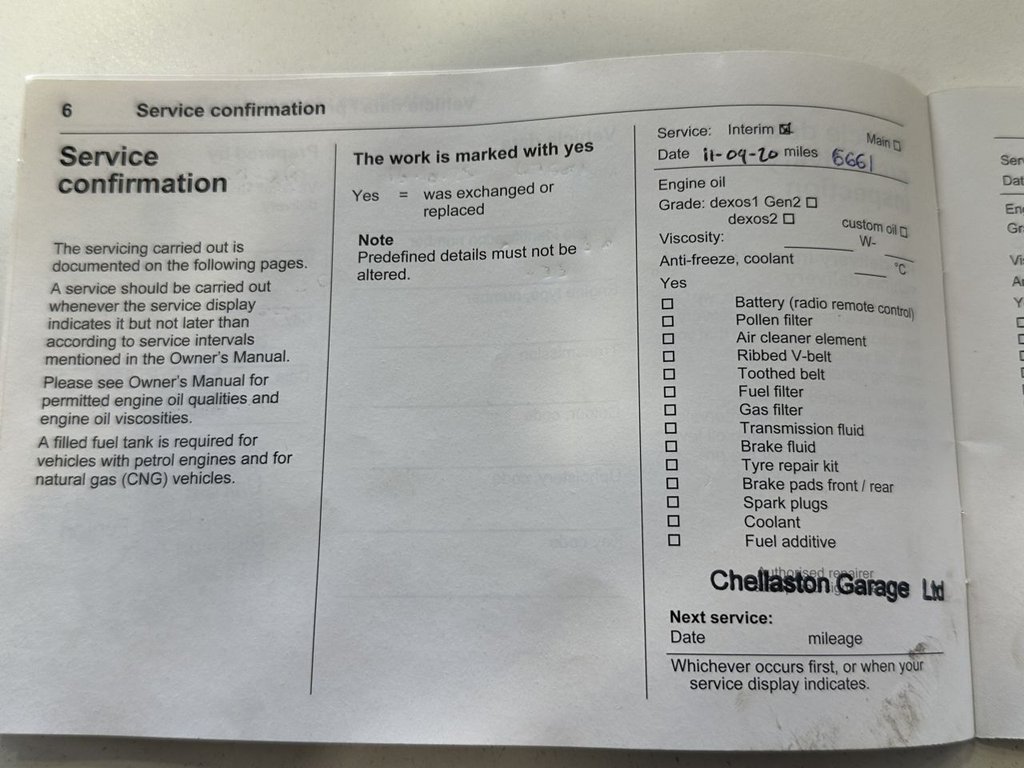 6 Service confirmation
Service
confirmation
The servicing carried out is
documented on the following pages.
A service should be carried out
whenever the service display
indicates it but not later than
according to service intervals
mentioned in the Owner's Manual.
Please see Owner's Manual for
permitted engine oil qualities and
engine oil viscosities.
A filled fuel tank is required for
vehicles with petrol engines and for
natural gas (CNG) vehicles.
The work is marked with yes
Yes = was exchanged or
replaced
Note
Predefined details must not be
altered.
Service: Interim ☑ Main ☐
Date 11-09-20 miles 6661
Engine oil
Grade: dexos1 Gen2 ☐
dexos2 ☐ custom oil ☐
Viscosity: ______ W- ___
Anti-freeze, coolant ___ °C
Yes
☐ Battery (radio remote control)
☐ Pollen filter
☐ Air cleaner element
☐ Ribbed V-belt
☐ Toothed belt
☐ Fuel filter
☐ Gas filter
☐ Transmission fluid
☐ Brake fluid
☐ Tyre repair kit
☐ Brake pads front / rear
☐ Spark plugs
☐ Coolant
☐ Fuel additive
Authorised repairer
Chellaston Garage Ltd
Next service:
Date mileage
Whichever occurs first, or when your
service display indicates.